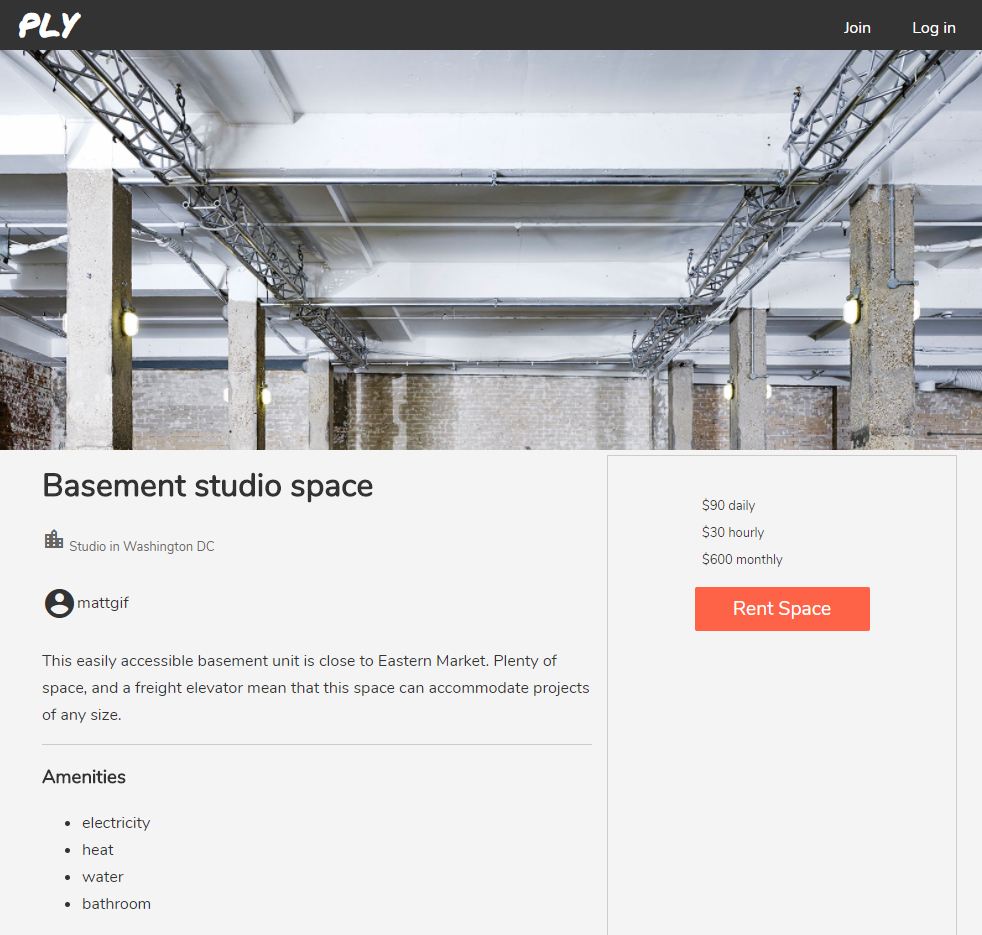 PLY
Join
Log in
Basement studio space
Studio in Washington DC
mattgif
This easily accessible basement unit is close to Eastern Market. Plenty of
space, and a freight elevator mean that this space can accommodate projects
of any size.
Amenities
electricity
heat
water
bathroom
$90 daily
$30 hourly
$600 monthly
Rent Space